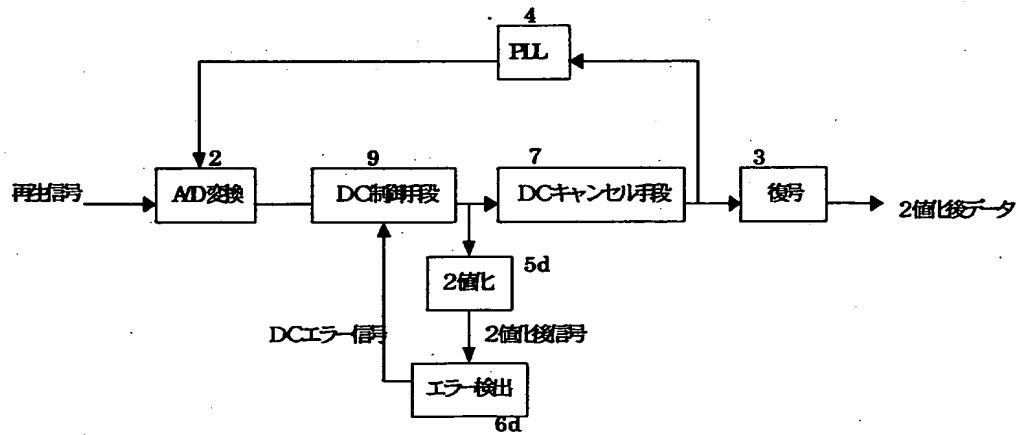 4
PLL
2
9
7
3
再生信号
A/D変換
DC制御手段
DCキャンセル手段
復号
2値化後データ
2値化
5d
DCエラー信号
2値化後信号
エラー検出
6d